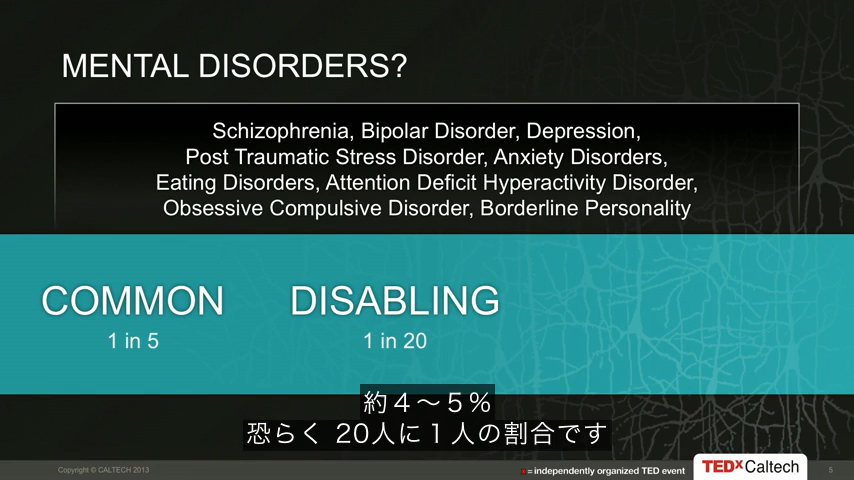 MENTAL DISORDERS?
Schizophrenia, Bipolar Disorder, Depression,
Post Traumatic Stress Disorder, Anxiety Disorders,
Eating Disorders, Attention Deficit Hyperactivity Disorder,
Obsessive Compulsive Disorder, Borderline Personality
COMMON DISABLING
1 in 5 1 in 20
約４～５％
恐らく 20人に１人の割合です
Copyright © CALTECH 2013 x = independently organized TED event TEDxCaltech 5